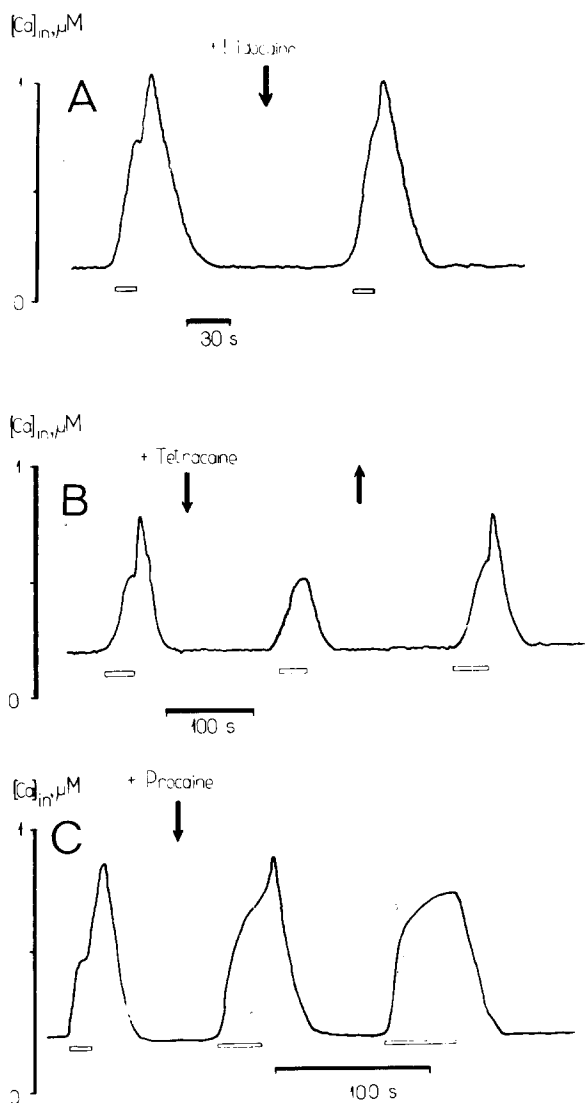 [Ca]in, µM
+ Lidocaine
1
A
0
30 s
[Ca]in, µM
+ Tetracaine
1
B
0
100 s
+ Procaine
[Ca]in, µM
1
C
0
100 s